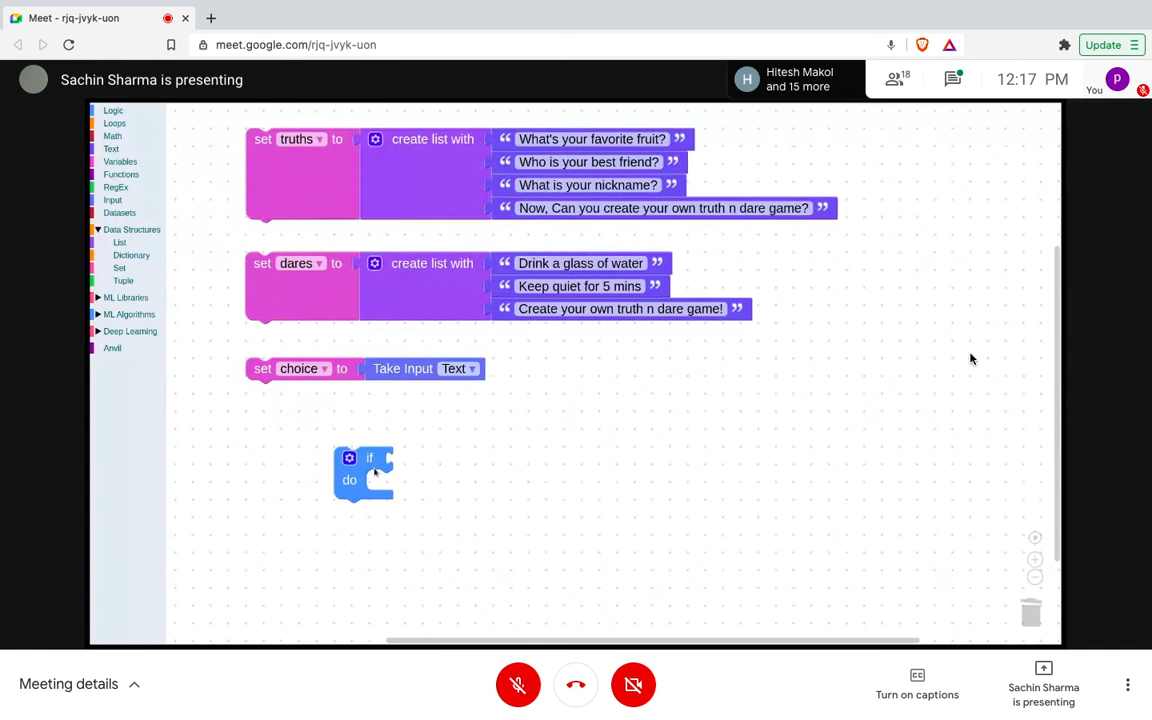 Meet - rjq-jvyk-uon
meet.google.com/rjq-jvyk-uon
Update
Sachin Sharma is presenting
H
Hitesh Makol
and 15 more
18
12:17 PM
You
P
Logic
Loops
Math
Text
Variables
Functions
RegEx
Input
Datasets
Data Structures
List
Dictionary
Set
Tuple
ML Libraries
ML Algorithms
Deep Learning
Anvil
set truths to create list with “ What's your favorite fruit? ”
“ Who is your best friend? ”
“ What is your nickname? ”
“ Now, Can you create your own truth n dare game? ”
set dares to create list with “ Drink a glass of water ”
“ Keep quiet for 5 mins ”
“ Create your own truth n dare game! ”
set choice to Take Input Text
if
do
Meeting details
CC
Turn on captions
Sachin Sharma
is presenting